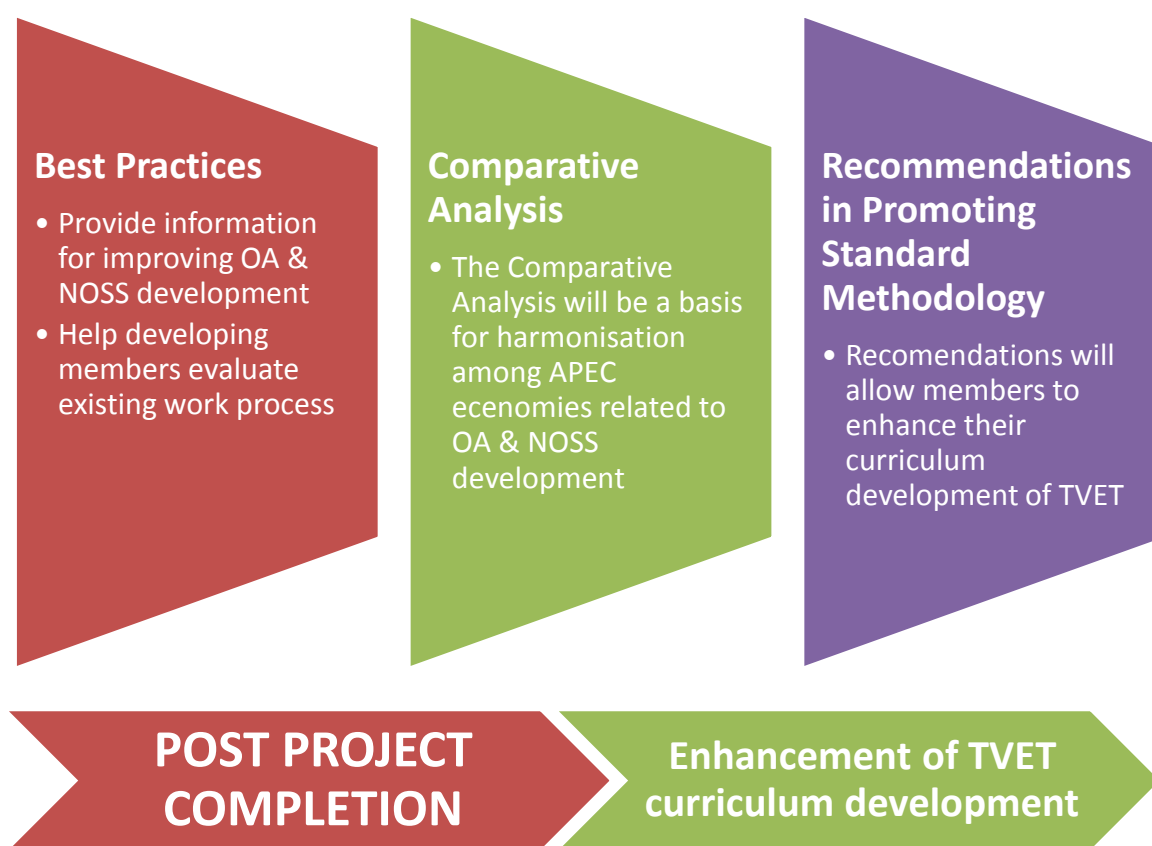 Best Practices
• Provide information
for improving OA &
NOSS development
• Help developing
members evaluate
existing work process
Comparative
Analysis
• The Comparative
Analysis will be a basis
for harmonisation
among APEC
ecenomies related to
OA & NOSS
development
Recommendations
in Promoting
Standard
Methodology
• Recomendations will
allow members to
enhance their
curriculum
development of TVET
POST PROJECT
COMPLETION
Enhancement of TVET
curriculum development